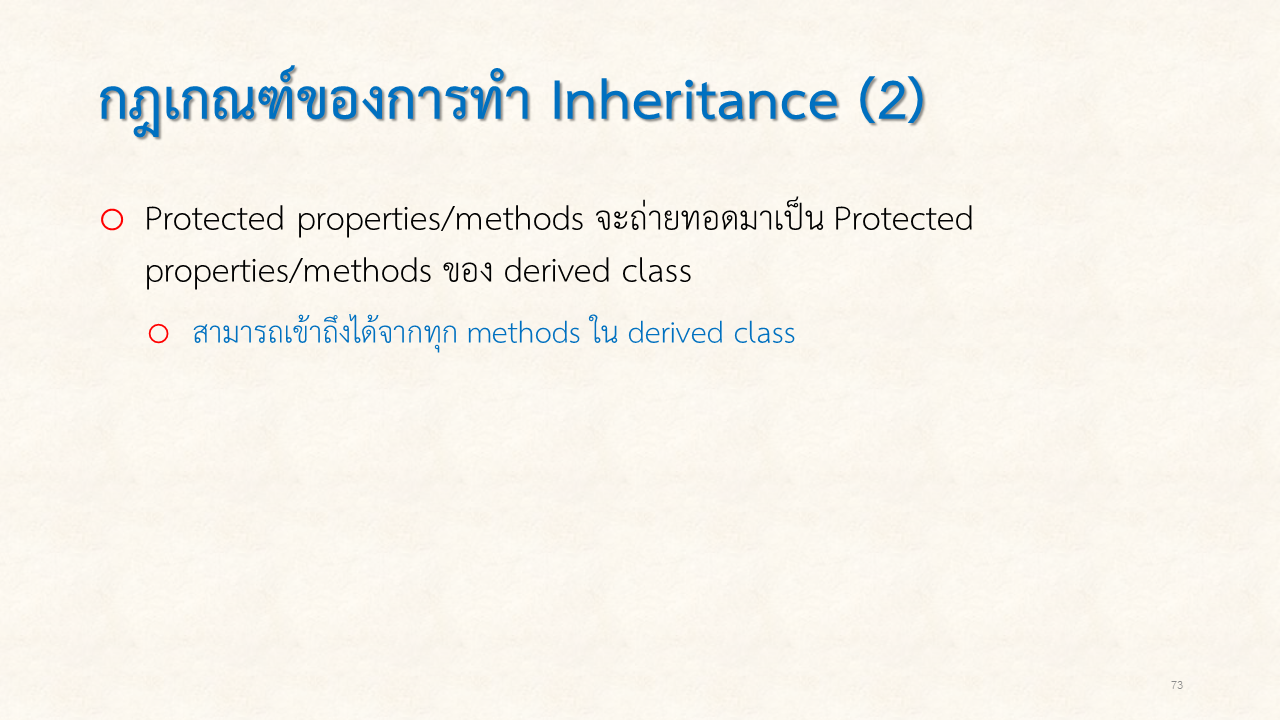 กฎเกณฑ์ของการทำ Inheritance (2)
Protected properties/methods จะถ่ายทอดมาเป็น Protected
properties/methods ของ derived class
สามารถเข้าถึงได้จากทุก methods ใน derived class
73